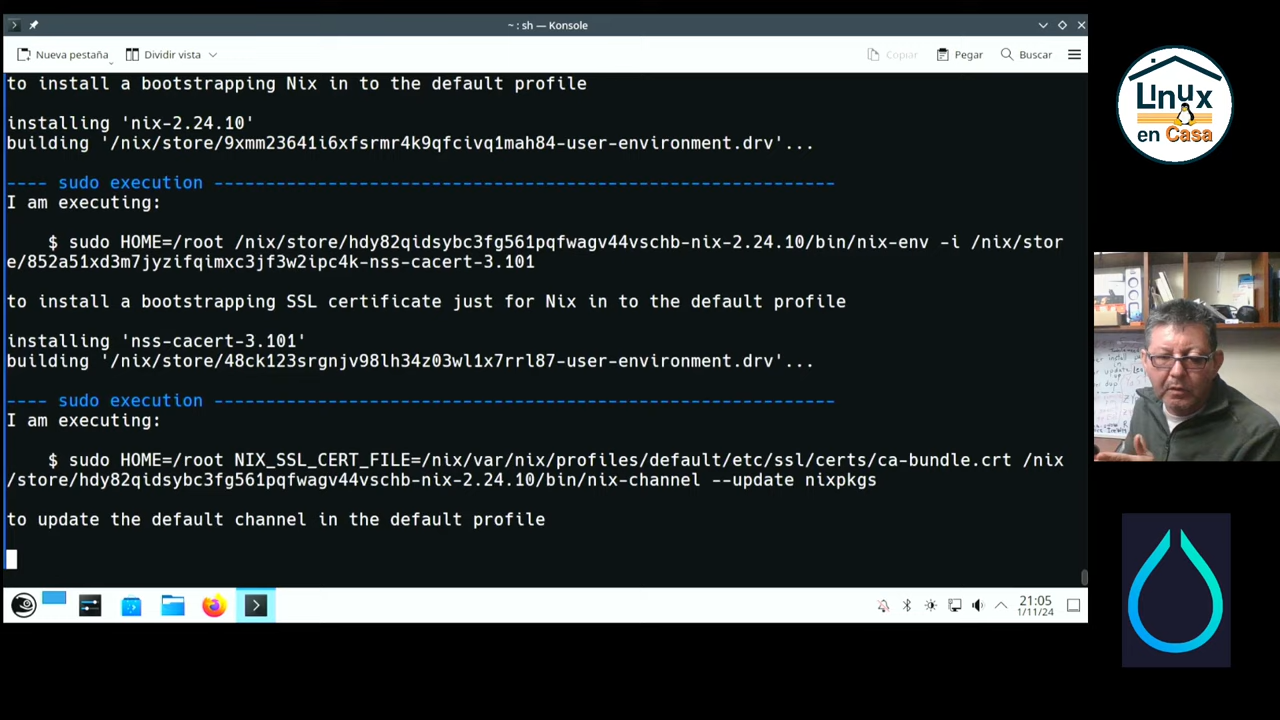 ~ : sh — Konsole
Nueva pestaña
Dividir vista
Copiar
Pegar
Buscar
to install a bootstrapping Nix in to the default profile
installing 'nix-2.24.10'
building '/nix/store/9xmm23641i6xfsrmr4k9qfcivq1mah84-user-environment.drv'...
---- sudo execution ------------------------------------------------------------
I am executing:
$ sudo HOME=/root /nix/store/hdy82qidsybc3fg561pqfwagv44vschb-nix-2.24.10/bin/nix-env -i /nix/stor
e/852a51xd3m7jyzifqimxc3jf3w2ipc4k-nss-cacert-3.101
to install a bootstrapping SSL certificate just for Nix in to the default profile
installing 'nss-cacert-3.101'
building '/nix/store/48ck123srgnjv98lh34z03wl1x7rrl87-user-environment.drv'...
---- sudo execution ------------------------------------------------------------
I am executing:
$ sudo HOME=/root NIX_SSL_CERT_FILE=/nix/var/nix/profiles/default/etc/ssl/certs/ca-bundle.crt /nix
/store/hdy82qidsybc3fg561pqfwagv44vschb-nix-2.24.10/bin/nix-channel --update nixpkgs
to update the default channel in the default profile
21:05
1/11/24
Linux
en Casa